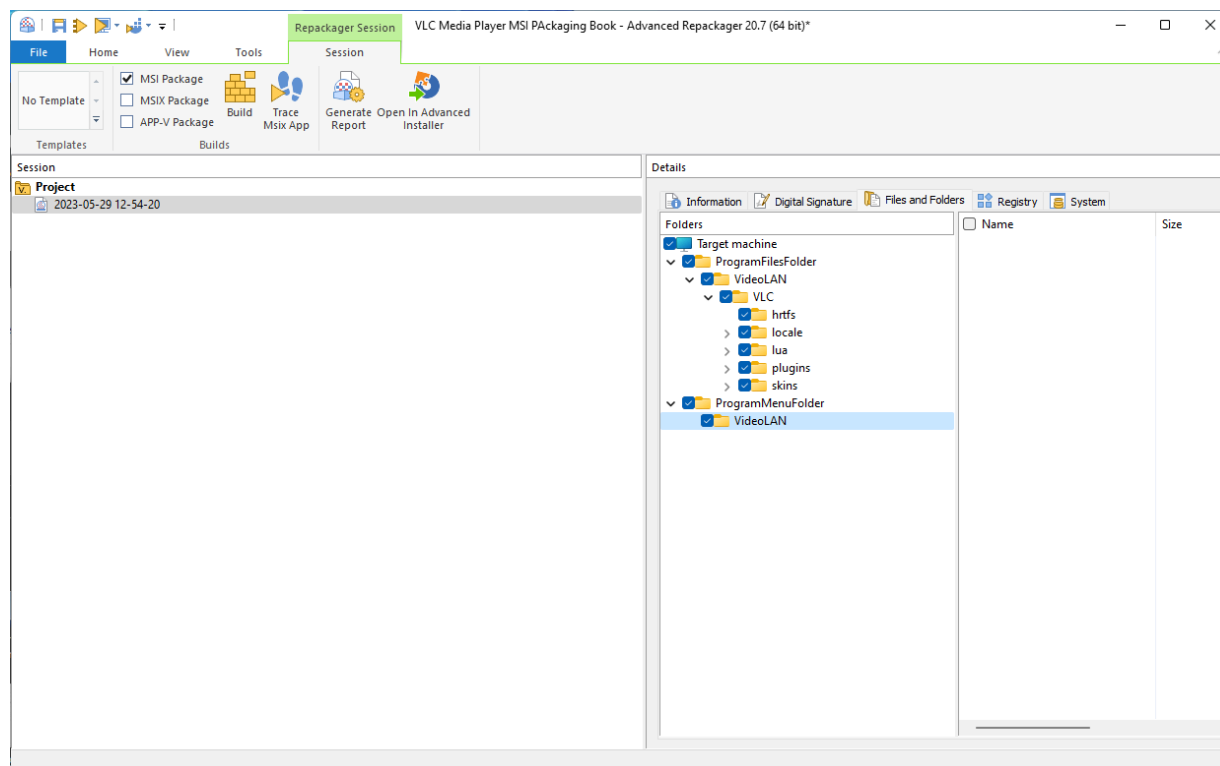 Repackager Session VLC Media Player MSI PAckaging Book - Advanced Repackager 20.7 (64 bit)*
File Home View Tools Session
No Template
MSI Package
MSIX Package
APP-V Package
Build
Trace Msix App
Generate Report
Open In Advanced Installer
Templates Builds
Session
Project
2023-05-29 12-54-20
Details
Information Digital Signature Files and Folders Registry System
Folders
Target machine
ProgramFilesFolder
VideoLAN
VLC
hrtfs
locale
lua
plugins
skins
ProgramMenuFolder
VideoLAN
Name Size